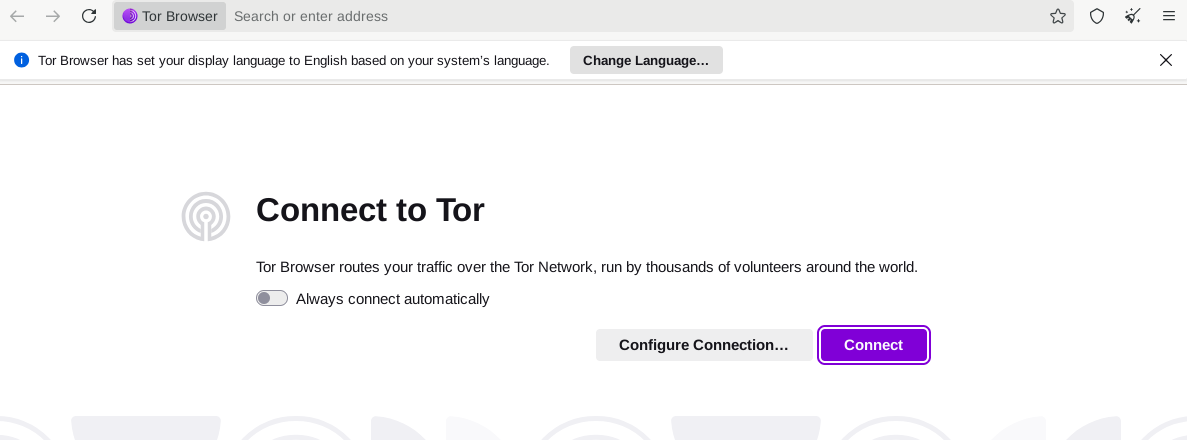 Tor Browser Search or enter address
Tor Browser has set your display language to English based on your system's language. Change Language…
Connect to Tor
Tor Browser routes your traffic over the Tor Network, run by thousands of volunteers around the world.
Always connect automatically
Configure Connection… Connect